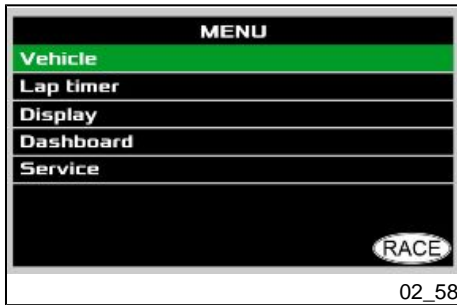 MENU
Vehicle
Lap timer
Display
Dashboard
Service
RACE
02_58